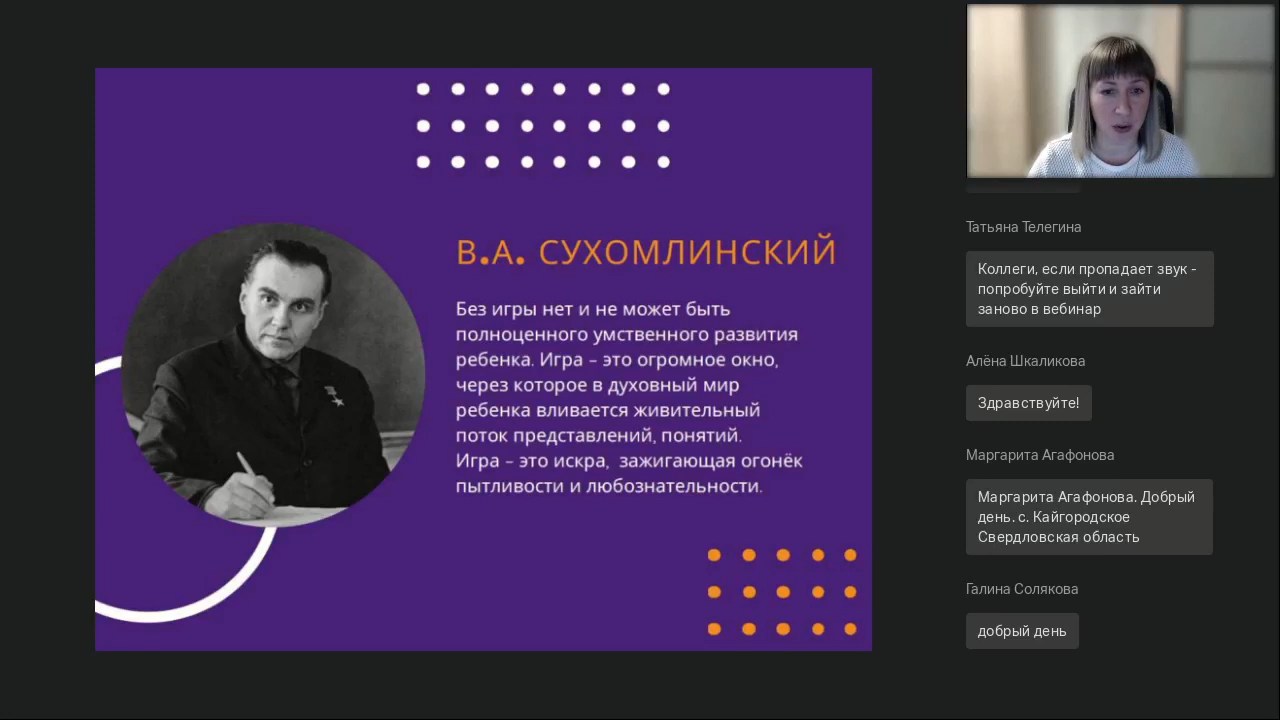 В.А. СУХОМЛИНСКИЙ
Без игры нет и не может быть
полноценного умственного развития
ребенка. Игра – это огромное окно,
через которое в духовный мир
ребенка вливается живительный
поток представлений, понятий.
Игра – это искра, зажигающая огонёк
пытливости и любознательности.
Татьяна Телегина
Коллеги, если пропадает звук -
попробуйте выйти и зайти
заново в вебинар
Алёна Шкаликова
Здравствуйте!
Маргарита Агафонова
Маргарита Агафонова. Добрый
день. с. Кайгородское
Свердловская область
Галина Солякова
добрый день